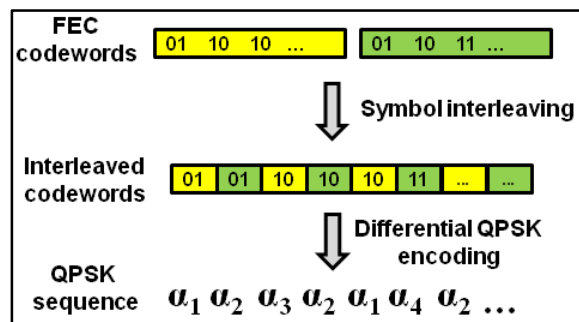 FEC codewords
01 10 10 ...
01 10 11 ...
Symbol interleaving
Interleaved codewords
01 01 10 10 10 11 ... ...
Differential QPSK encoding
QPSK sequence
α1 α2 α3 α2 α1 α4 α2 ...